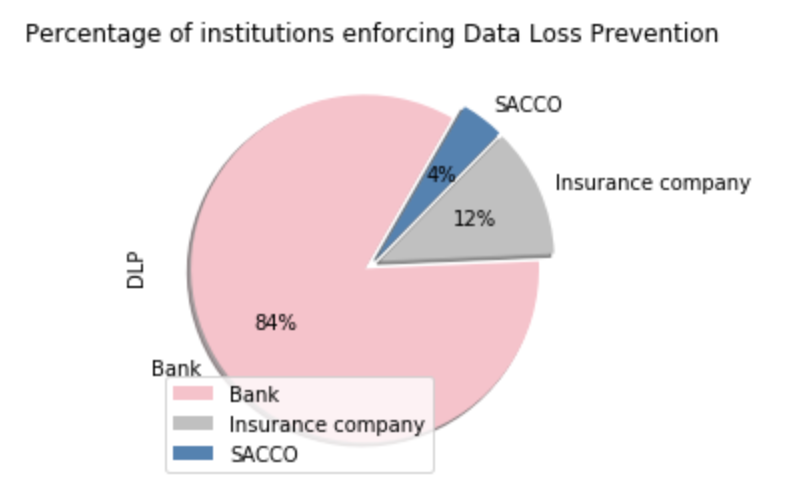 Percentage of institutions enforcing Data Loss Prevention
SACCO
Insurance company
4%
12%
DLP
84%
Bank
Bank
Insurance company
SACCO